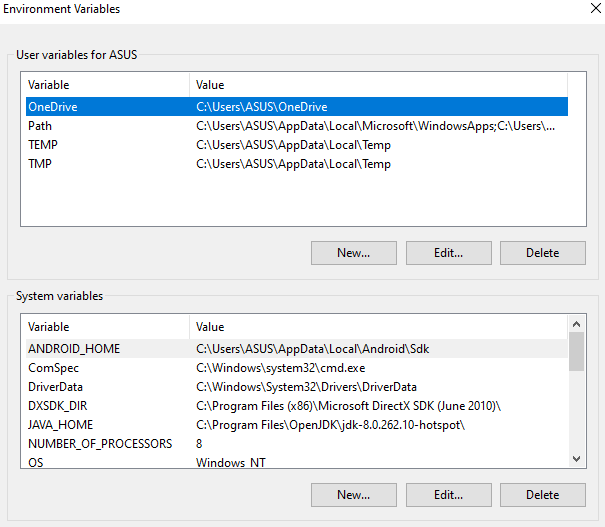 Environment Variables
User variables for ASUS
Variable Value
OneDrive C:\Users\ASUS\OneDrive
Path C:\Users\ASUS\AppData\Local\Microsoft\WindowsApps;C:\Users\...
TEMP C:\Users\ASUS\AppData\Local\Temp
TMP C:\Users\ASUS\AppData\Local\Temp
New... Edit... Delete
System variables
Variable Value
ANDROID_HOME C:\Users\ASUS\AppData\Local\Android\Sdk
ComSpec C:\Windows\system32\cmd.exe
DriverData C:\Windows\System32\Drivers\DriverData
DXSDK_DIR C:\Program Files (x86)\Microsoft DirectX SDK (June 2010)\
JAVA_HOME C:\Program Files\OpenJDK\jdk-8.0.262.10-hotspot\
NUMBER_OF_PROCESSORS 8
OS Windows_NT
New... Edit... Delete